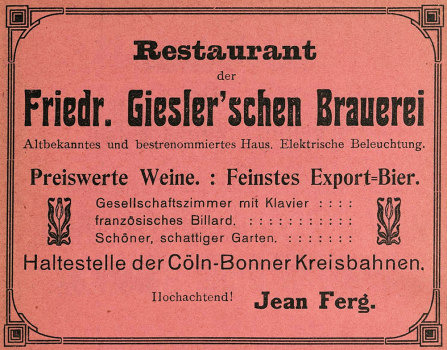 Restaurant
der
Friedr. Giesler'schen Brauerei
Altbekanntes und bestrenommiertes Haus. Elektrische Beleuchtung.
Preiswerte Weine. : Feinstes Export=Bier.
Gesellschaftszimmer mit Klavier : : : :
französisches Billard. : : : : : : : : : : :
Schöner, schattiger Garten. : : : : : : :
Haltestelle der Cöln-Bonner Kreisbahnen.
Hochachtend! Jean Ferg.